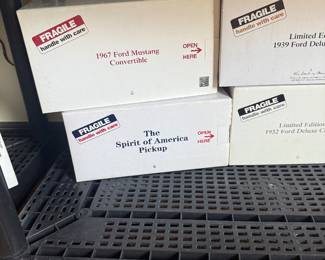 FRAGILE
handle with care
1967 Ford Mustang
Convertible
OPEN
HERE
FRAGILE
handle with care
The
Spirit of America
Pickup
OPEN
HERE
FRAGILE
handle with care
Limited
1939 Ford
FRAGILE
handle with care
Limited Edition
1932 Ford Deluxe